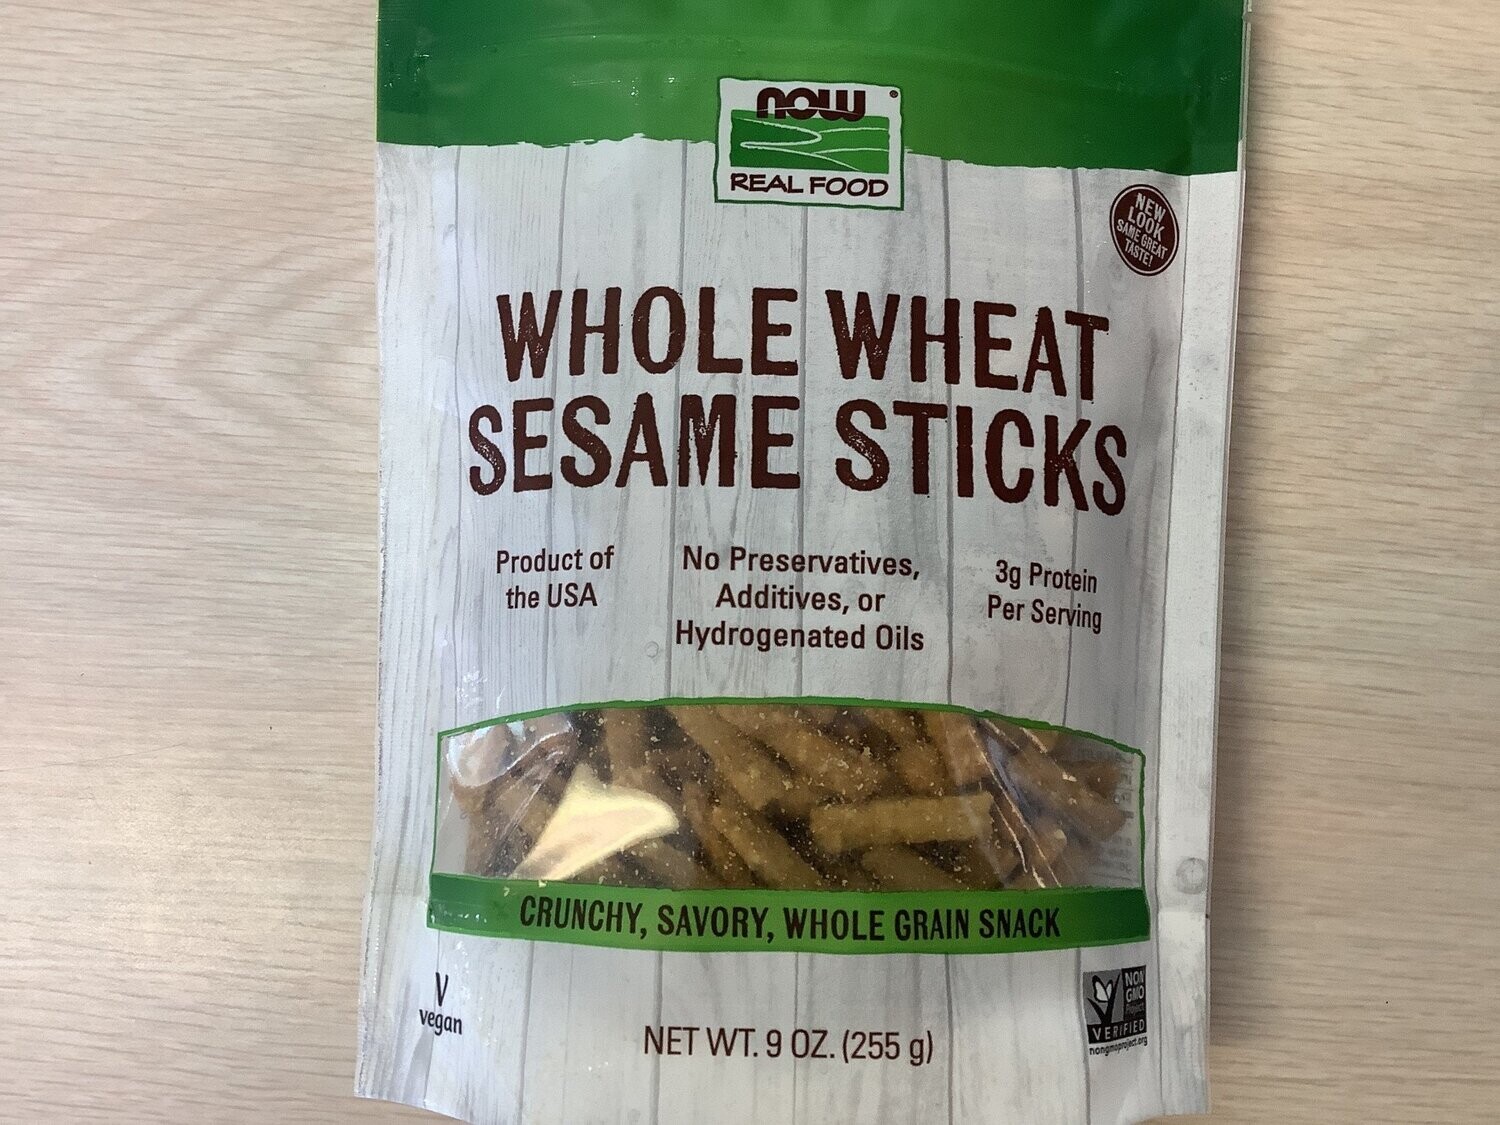 NOW®
REAL FOOD
NEW
LOOK
SAME GREAT
TASTE!
WHOLE WHEAT
SESAME STICKS
Product of
the USA
No Preservatives,
Additives, or
Hydrogenated Oils
3g Protein
Per Serving
CRUNCHY, SAVORY, WHOLE GRAIN SNACK
V
vegan
NET WT. 9 OZ. (255 g)
NON
GMO
Project
VERIFIED
nongmoproject.org